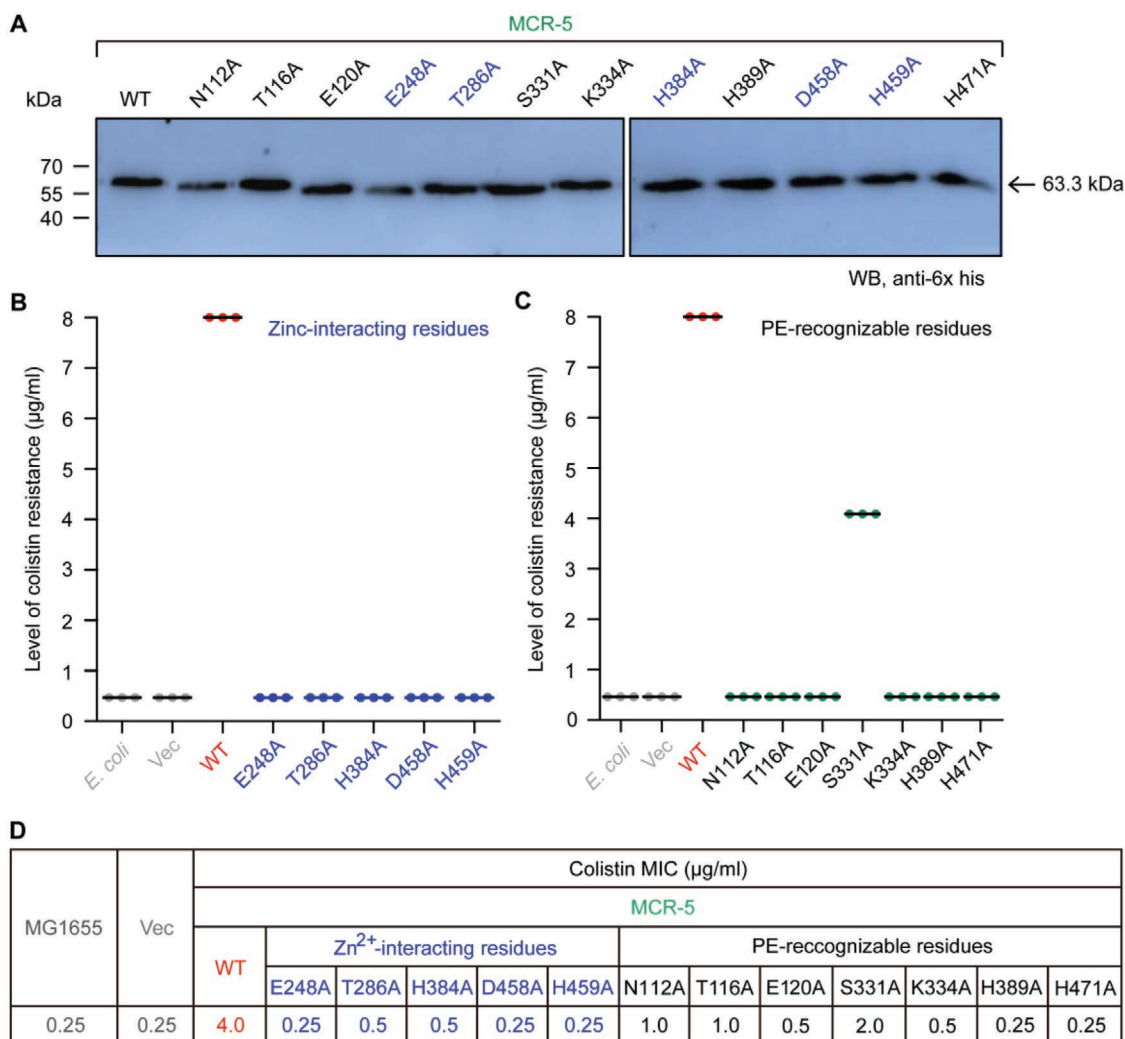 A
MCR-5
kDa WT N112A T116A E120A E248A T286A S331A K334A H384A H389A D458A H459A H471A
70
55
40
63.3 kDa
WB, anti-6x his
B
Zinc-interacting residues
Level of colistin resistance (µg/ml)
8
7
6
5
4
3
2
1
0
E. coli Vec WT E248A T286A H384A D458A H459A
C
PE-recognizable residues
Level of colistin resistance (µg/ml)
8
7
6
5
4
3
2
1
0
E. coli Vec WT N112A T116A E120A S331A K334A H389A H471A
D
MG1655 Vec Colistin MIC (µg/ml)
MCR-5
WT Zn2+-interacting residues PE-reccognizable residues
E248A T286A H384A D458A H459A N112A T116A E120A S331A K334A H389A H471A
0.25 0.25 4.0 0.25 0.5 0.5 0.25 0.25 1.0 1.0 0.5 2.0 0.5 0.25 0.25